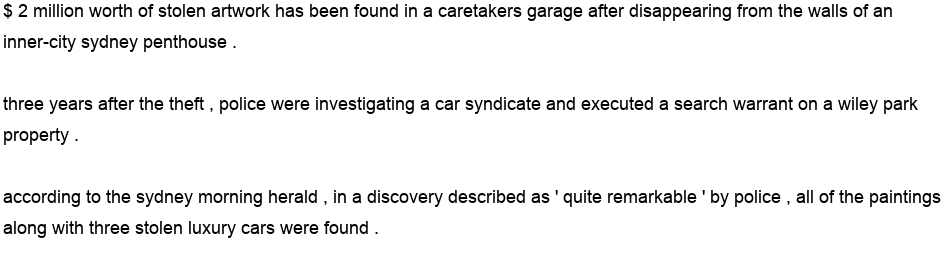 $ 2 million worth of stolen artwork has been found in a caretakers garage after disappearing from the walls of an
inner-city sydney penthouse .
three years after the theft , police were investigating a car syndicate and executed a search warrant on a wiley park
property .
according to the sydney morning herald , in a discovery described as ' quite remarkable ' by police , all of the paintings
along with three stolen luxury cars were found .